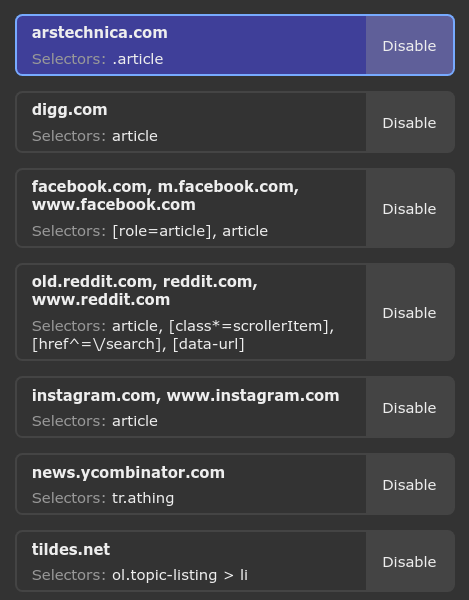 arstechnica.com
Selectors: .article
Disable
digg.com
Selectors: article
Disable
facebook.com, m.facebook.com,
www.facebook.com
Selectors: [role=article], article
Disable
old.reddit.com, reddit.com,
www.reddit.com
Selectors: article, [class*=scrollerItem],
[href^=\/search], [data-url]
Disable
instagram.com, www.instagram.com
Selectors: article
Disable
news.ycombinator.com
Selectors: tr.athing
Disable
tildes.net
Selectors: ol.topic-listing > li
Disable